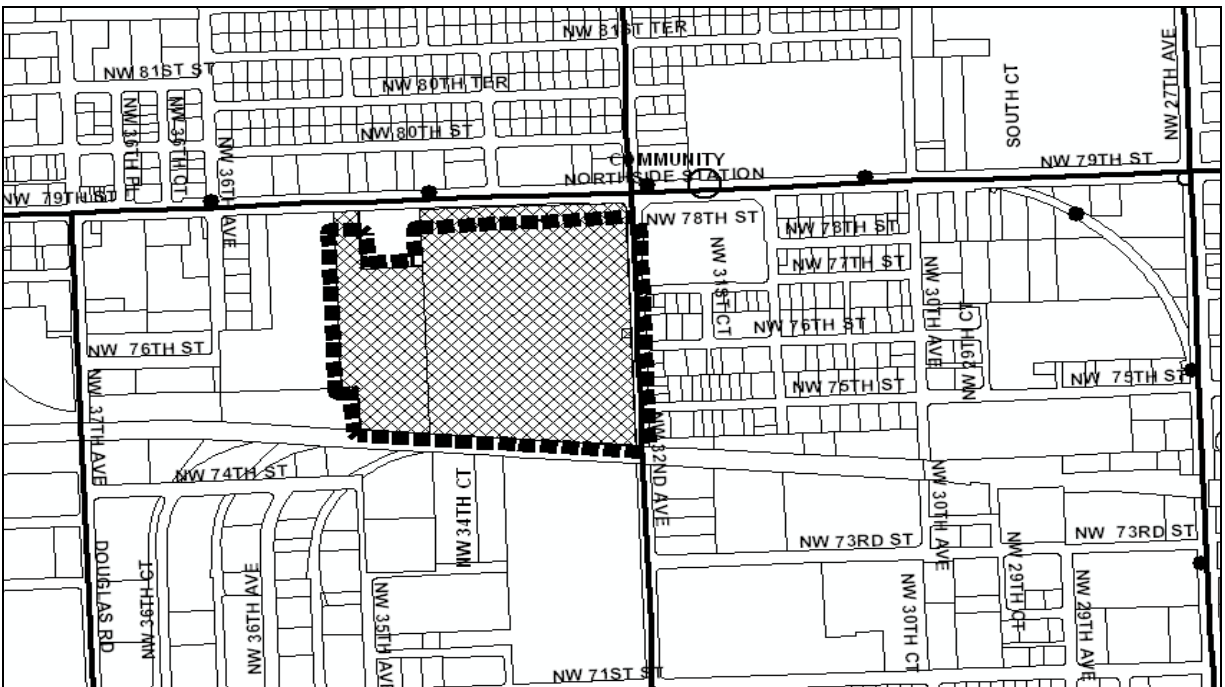 NW 81ST TER
NW 27TH AVE
NW 81ST ST
NW 80TH TER
SOUTH CT
NW 36TH PL
NW 36TH CT
NW 36TH AVE
NW 80TH ST
COMMUNITY
NORTHSIDE STATION
NW 79TH ST
NW 79TH ST
NW 78TH ST
NW 78TH ST
NW 77TH ST
NW 31ST CT
NW 30TH AVE
NW 29TH CT
NW 76TH ST
NW 76TH ST
NW 75TH ST
NW 75TH ST
NW 37TH AVE
NW 32ND AVE
NW 74TH ST
NW 34TH CT
NW 30TH AVE
NW 73RD ST
NW 73RD ST
DOUGLAS RD
NW 36TH CT
NW 36TH AVE
NW 35TH AVE
NW 30TH CT
NW 29TH CT
NW 29TH AVE
NW 71ST ST